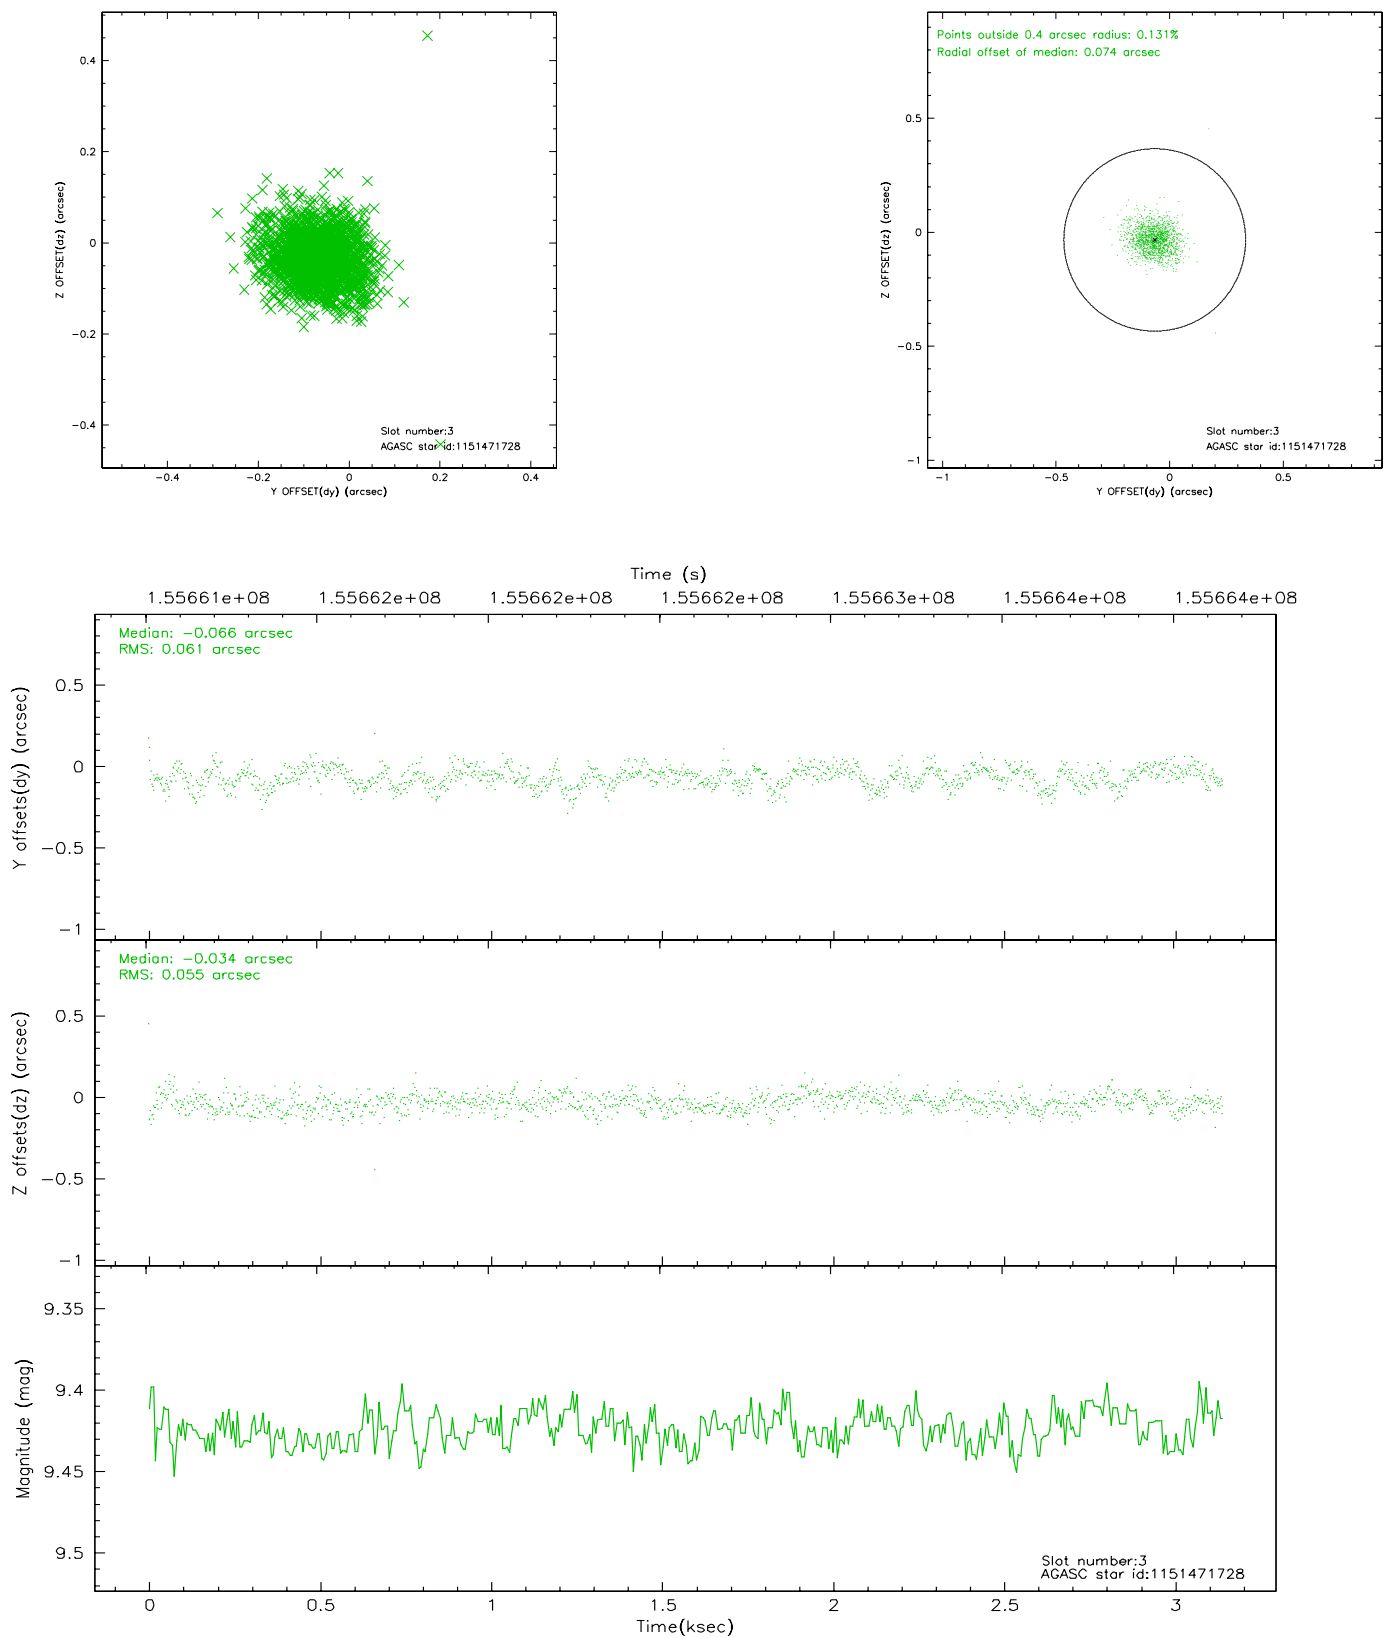 0.4
0.2
0
-0.2
-0.4
Z OFFSET(dz) (arcsec)
Slot number:3
AGASC star id:1151471728
-0.4 -0.2 0 0.2 0.4
Y OFFSET(dy) (arcsec)
Points outside 0.4 arcsec radius: 0.131%
Radial offset of median: 0.074 arcsec
0.5
0
-0.5
-1
Z OFFSET(dz) (arcsec)
Slot number:3
AGASC star id:1151471728
-1 -0.5 0 0.5
Y OFFSET(dy) (arcsec)
Time (s)
1.55661e+08 1.55662e+08 1.55662e+08 1.55662e+08 1.55663e+08 1.55664e+08 1.55664e+08
Median: -0.066 arcsec
RMS: 0.061 arcsec
0.5
0
-0.5
-1
Y offsets(dy) (arcsec)
Median: -0.034 arcsec
RMS: 0.055 arcsec
0.5
0
-0.5
-1
Z offsets(dz) (arcsec)
9.35
9.4
9.45
9.5
Magnitude (mag)
Slot number:3
AGASC star id:1151471728
0 0.5 1 1.5 2 2.5 3
Time(ksec)